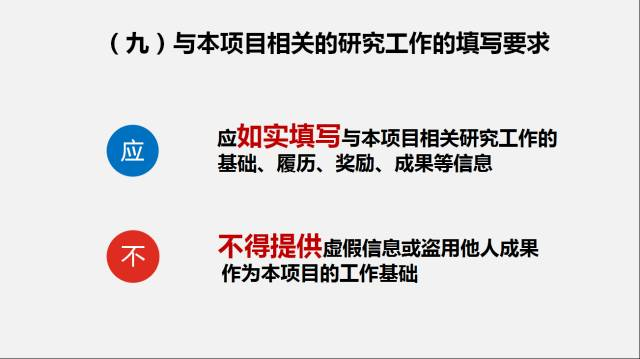 （九）与本项目相关的研究工作的填写要求
应
应如实填写与本项目相关研究工作的
基础、履历、奖励、成果等信息
不
不得提供虚假信息或盗用他人成果
作为本项目的工作基础